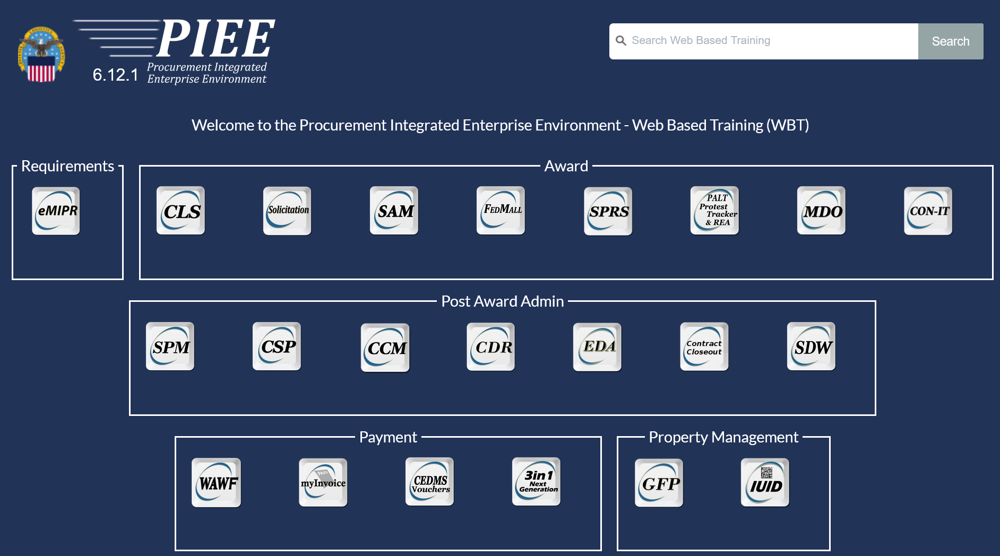 PIEE
6.12.1
Procurement Integrated
Enterprise Environment
Search Web Based Training
Search
Welcome to the Procurement Integrated Enterprise Environment - Web Based Training (WBT)
Requirements
eMIPR
Award
CLS
Solicitation
SAM
FEDMALL
SPRS
PALT
Protest
Tracker
& REA
MDO
CON-IT
Post Award Admin
SPM
CSP
CCM
CDR
EDA
Contract
Closeout
SDW
Payment
WAWF
PAID
myInvoice
CEDMS
Vouchers
3in1
Next
Generation
Property Management
GFP
IUID